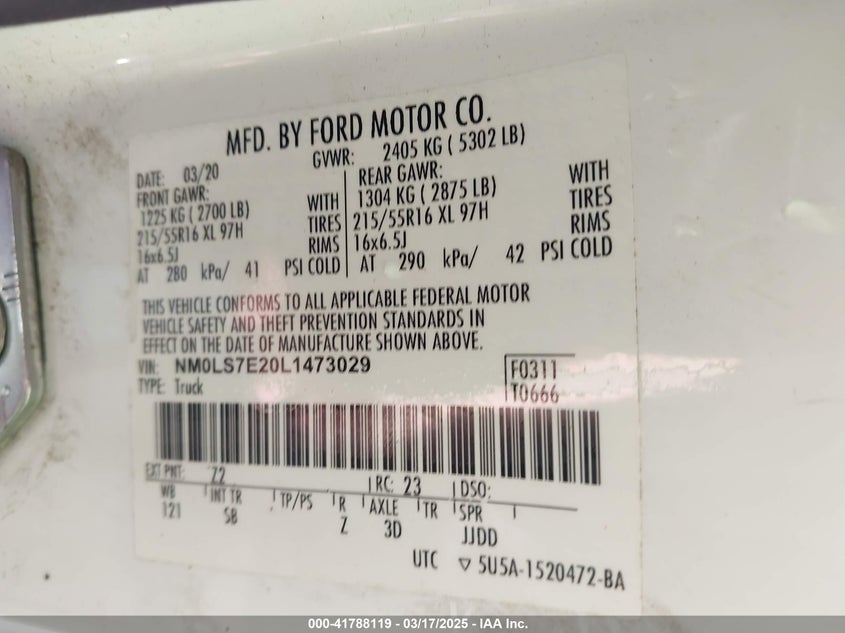 MFD. BY FORD MOTOR CO.
DATE: 03/20 GVWR: 2405 KG ( 5302 LB)
FRONT GAWR: REAR GAWR:
1225 KG ( 2700 LB) WITH 1304 KG ( 2875 LB) WITH
215/55R16 XL 97H TIRES 215/55R16 XL 97H TIRES
16x6.5J RIMS 16x6.5J RIMS
AT 280 kPa/ 41 PSI COLD AT 290 kPa/ 42 PSI COLD
THIS VEHICLE CONFORMS TO ALL APPLICABLE FEDERAL MOTOR
VEHICLE SAFETY AND THEFT PREVENTION STANDARDS IN
EFFECT ON THE DATE OF MANUFACTURE SHOWN ABOVE.
VIN: NM0LS7E20L1473029 F0311
TYPE: Truck T0666
EXT PNT: Z2 RC: 23 DSO:
WB INT TR TP/PS R AXLE TR SPR
121 SB Z 3D JJDD
UTC ▽ 5U5A-1520472-BA
000-41788119 - 03/17/2025 - IAA Inc.